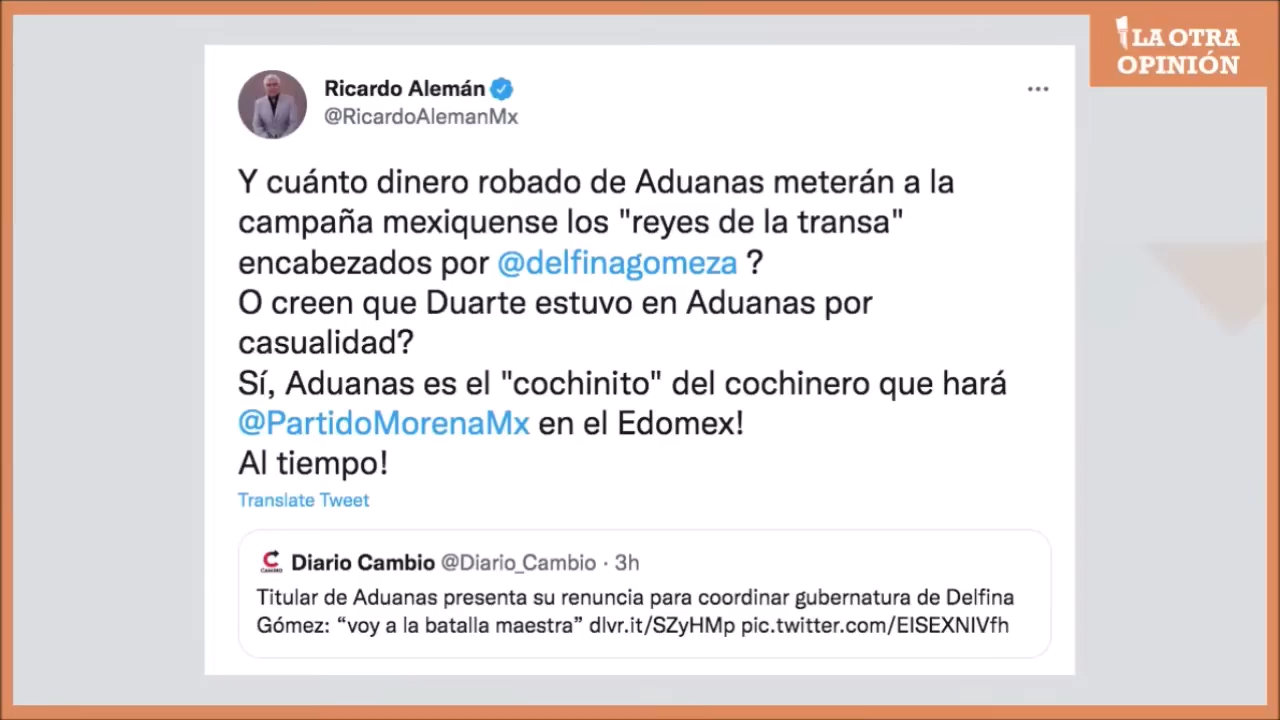 LA OTRA
OPINIÓN
Ricardo Alemán
@RicardoAlemanMx
Y cuánto dinero robado de Aduanas meterán a la
campaña mexiquense los "reyes de la transa"
encabezados por @delfinagomeza ?
O creen que Duarte estuvo en Aduanas por
casualidad?
Sí, Aduanas es el "cochinito" del cochinero que hará
@PartidoMorenaMx en el Edomex!
Al tiempo!
Translate Tweet
Diario Cambio @Diario_Cambio · 3h
Titular de Aduanas presenta su renuncia para coordinar gubernatura de Delfina
Gómez: “voy a la batalla maestra” dlvr.it/SZyHMp pic.twitter.com/EISEXNIVfh